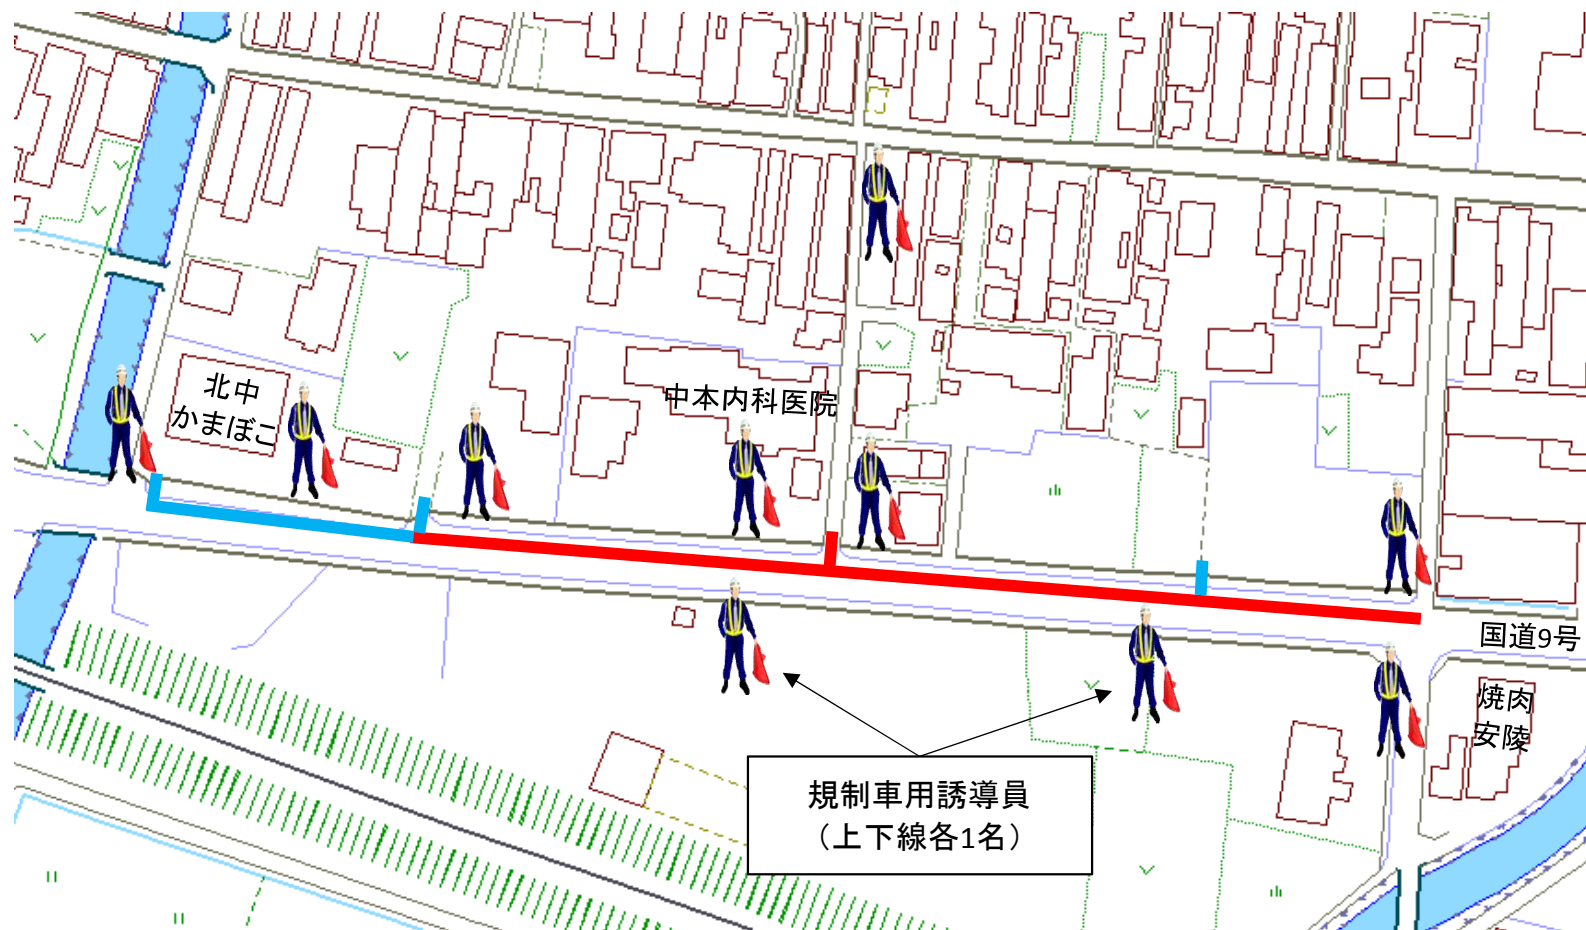 北中
かまぼこ
中本内科医院
国道9号
焼肉
安陵
規制車用誘導員
（上下線各1名）